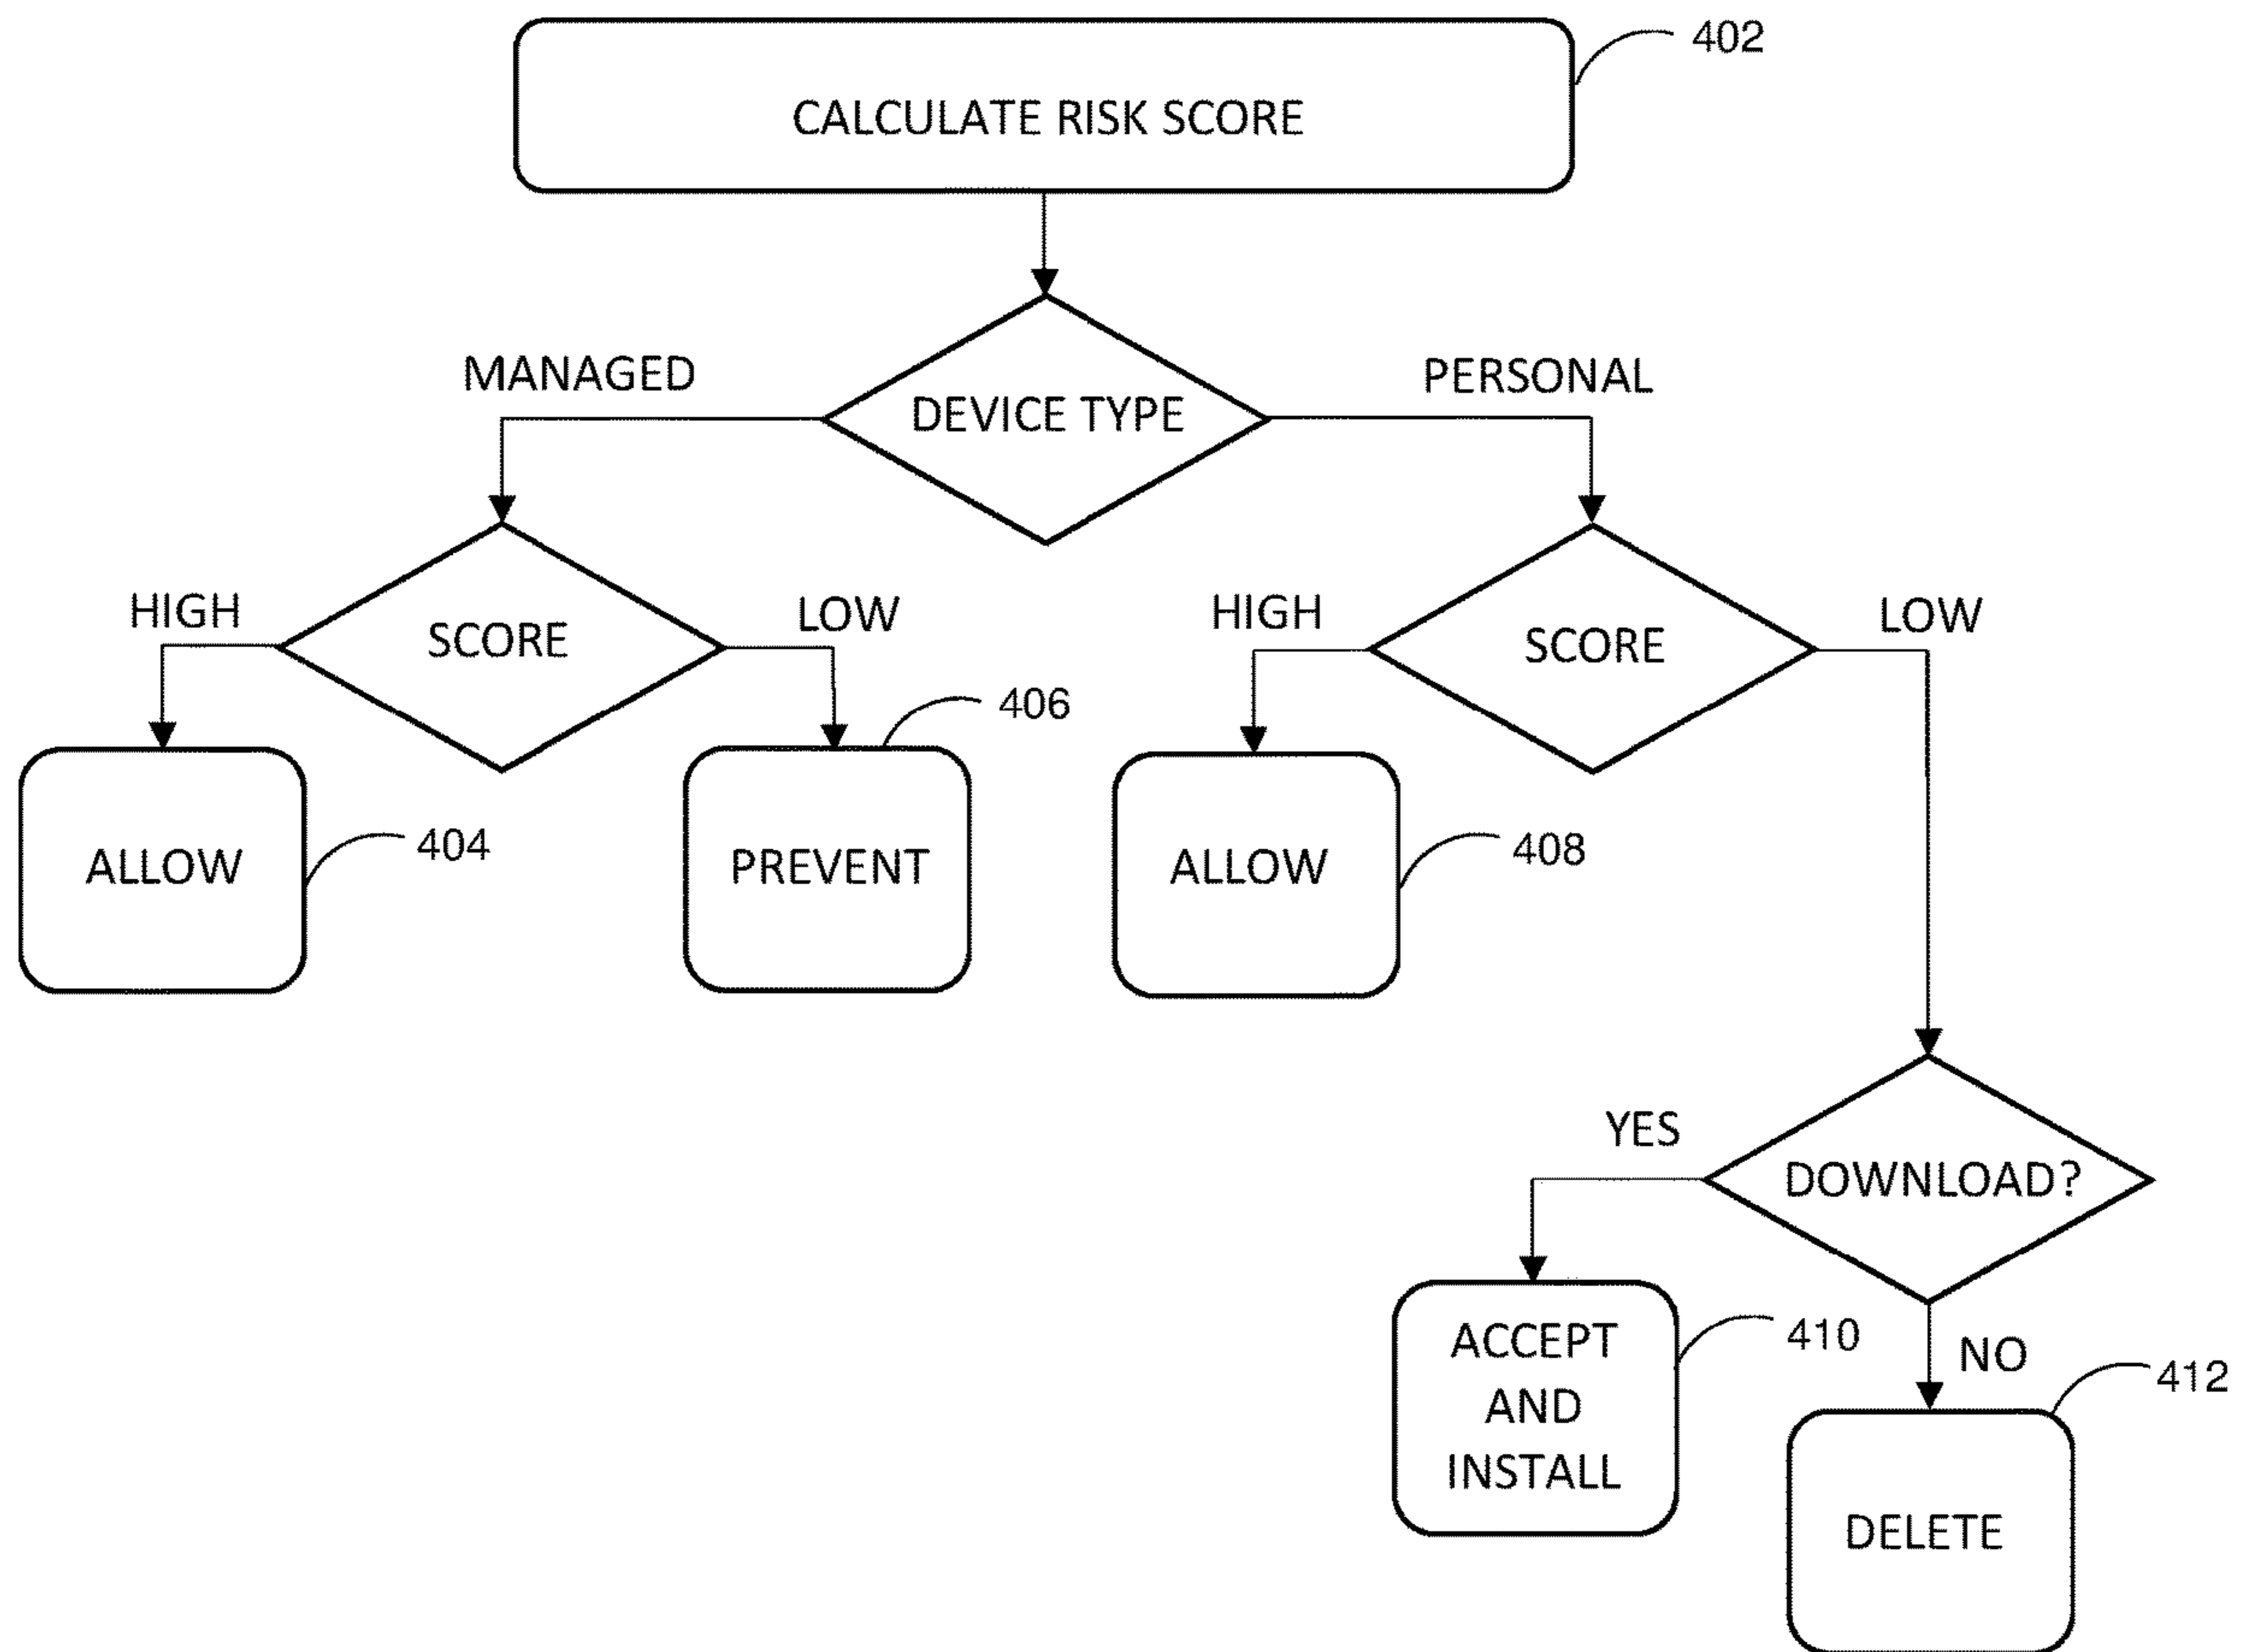 402
CALCULATE RISK SCORE
MANAGED
PERSONAL
DEVICE TYPE
HIGH
LOW
HIGH
LOW
SCORE
SCORE
406
ALLOW
404
PREVENT
ALLOW
408
YES
DOWNLOAD?
ACCEPT
AND
INSTALL
410
NO
412
DELETE